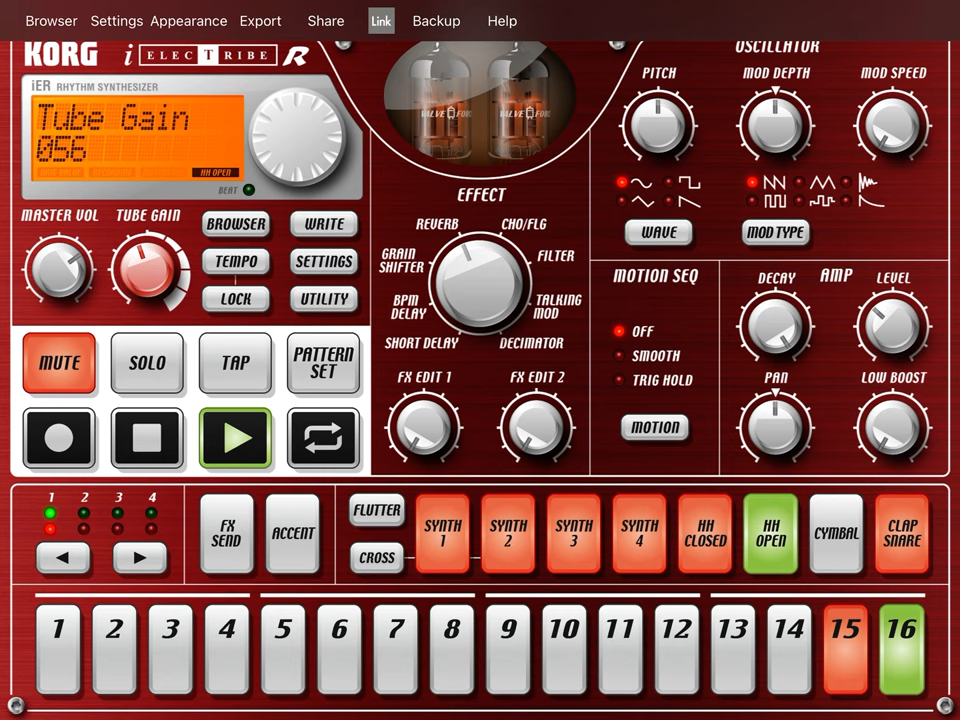 Browser Settings Appearance Export Share Link Backup Help
KORG i ELECTRIBE R
iER RHYTHM SYNTHESIZER
Tube Gain
056
HH OPEN
BEAT
MASTER VOL TUBE GAIN
BROWSER WRITE
TEMPO SETTINGS
LOCK UTILITY
MUTE SOLO TAP PATTERN SET
EFFECT
REVERB CHO/FLG
GRAIN SHIFTER FILTER
BPM DELAY TALKING MOD
SHORT DELAY DECIMATOR
FX EDIT 1 FX EDIT 2
OSCILLATOR
PITCH MOD DEPTH MOD SPEED
WAVE MOD TYPE
MOTION SEQ
OFF
SMOOTH
TRIG HOLD
MOTION
DECAY AMP LEVEL
PAN LOW BOOST
1 2 3 4
FX SEND ACCENT
FLUTTER
CROSS
SYNTH 1
SYNTH 2
SYNTH 3
SYNTH 4
HH CLOSED
HH OPEN
CYMBAL
CLAP SNARE
1 2 3 4 5 6 7 8 9 10 11 12 13 14 15 16